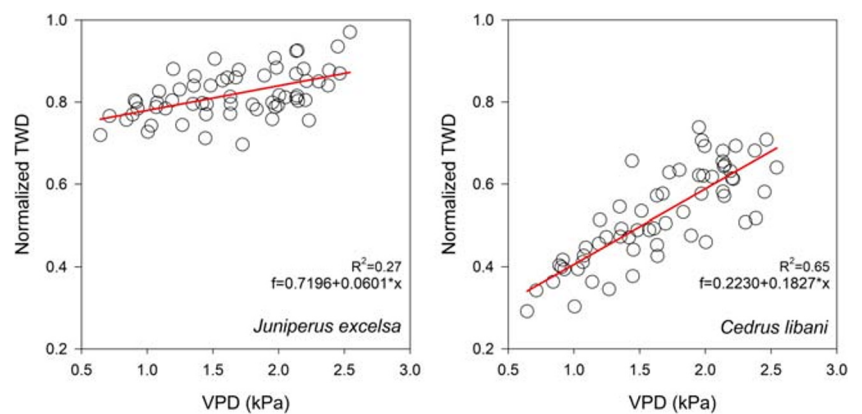 1.0
0.8
0.6
0.4
0.2
Normalized TWD
R²=0.27
f=0.7196+0.0601*x
Juniperus excelsa
0.5 1.0 1.5 2.0 2.5 3.0
VPD (kPa)
1.0
0.8
0.6
0.4
0.2
Normalized TWD
R²=0.65
f=0.2230+0.1827*x
Cedrus libani
0.5 1.0 1.5 2.0 2.5 3.0
VPD (kPa)